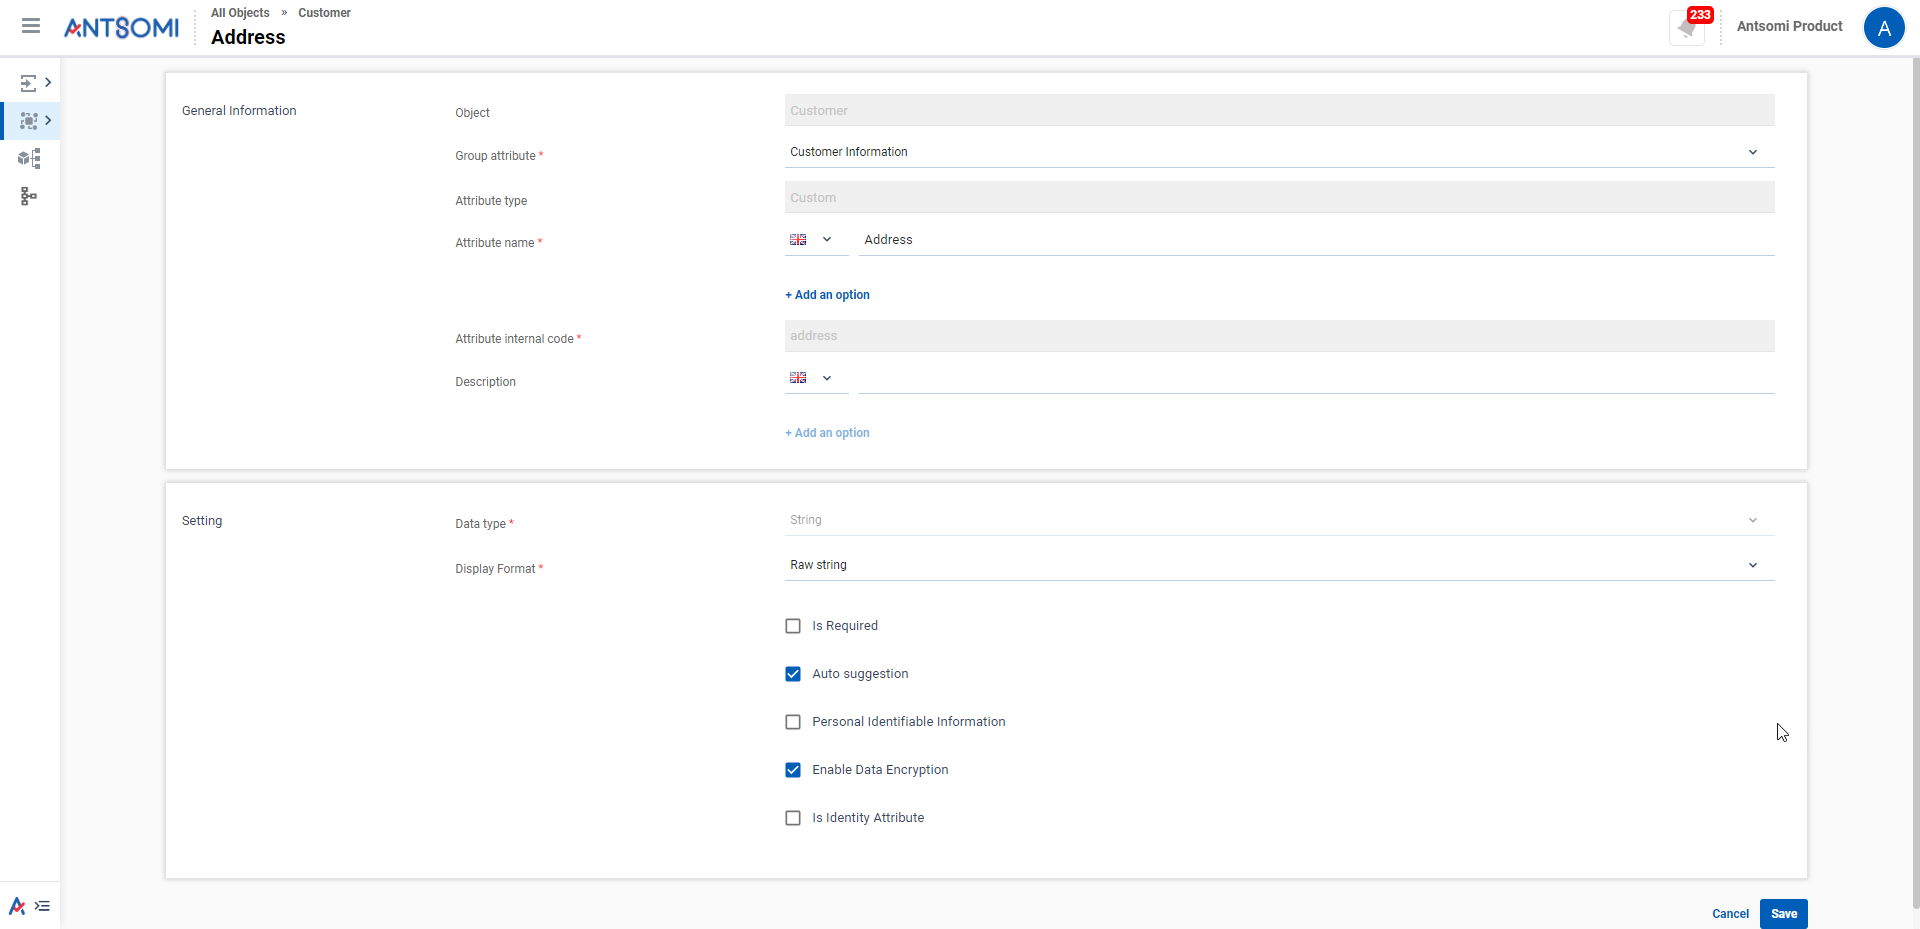 ANTSOMI
All Objects » Customer
Address
233
Antsomi Product
A
General Information
Object
Customer
Group attribute *
Customer Information
Attribute type
Custom
Attribute name *
Address
+ Add an option
Attribute internal code *
address
Description
+ Add an option
Setting
Data type *
String
Display Format *
Raw string
Is Required
Auto suggestion
Personal Identifiable Information
Enable Data Encryption
Is Identity Attribute
Cancel
Save